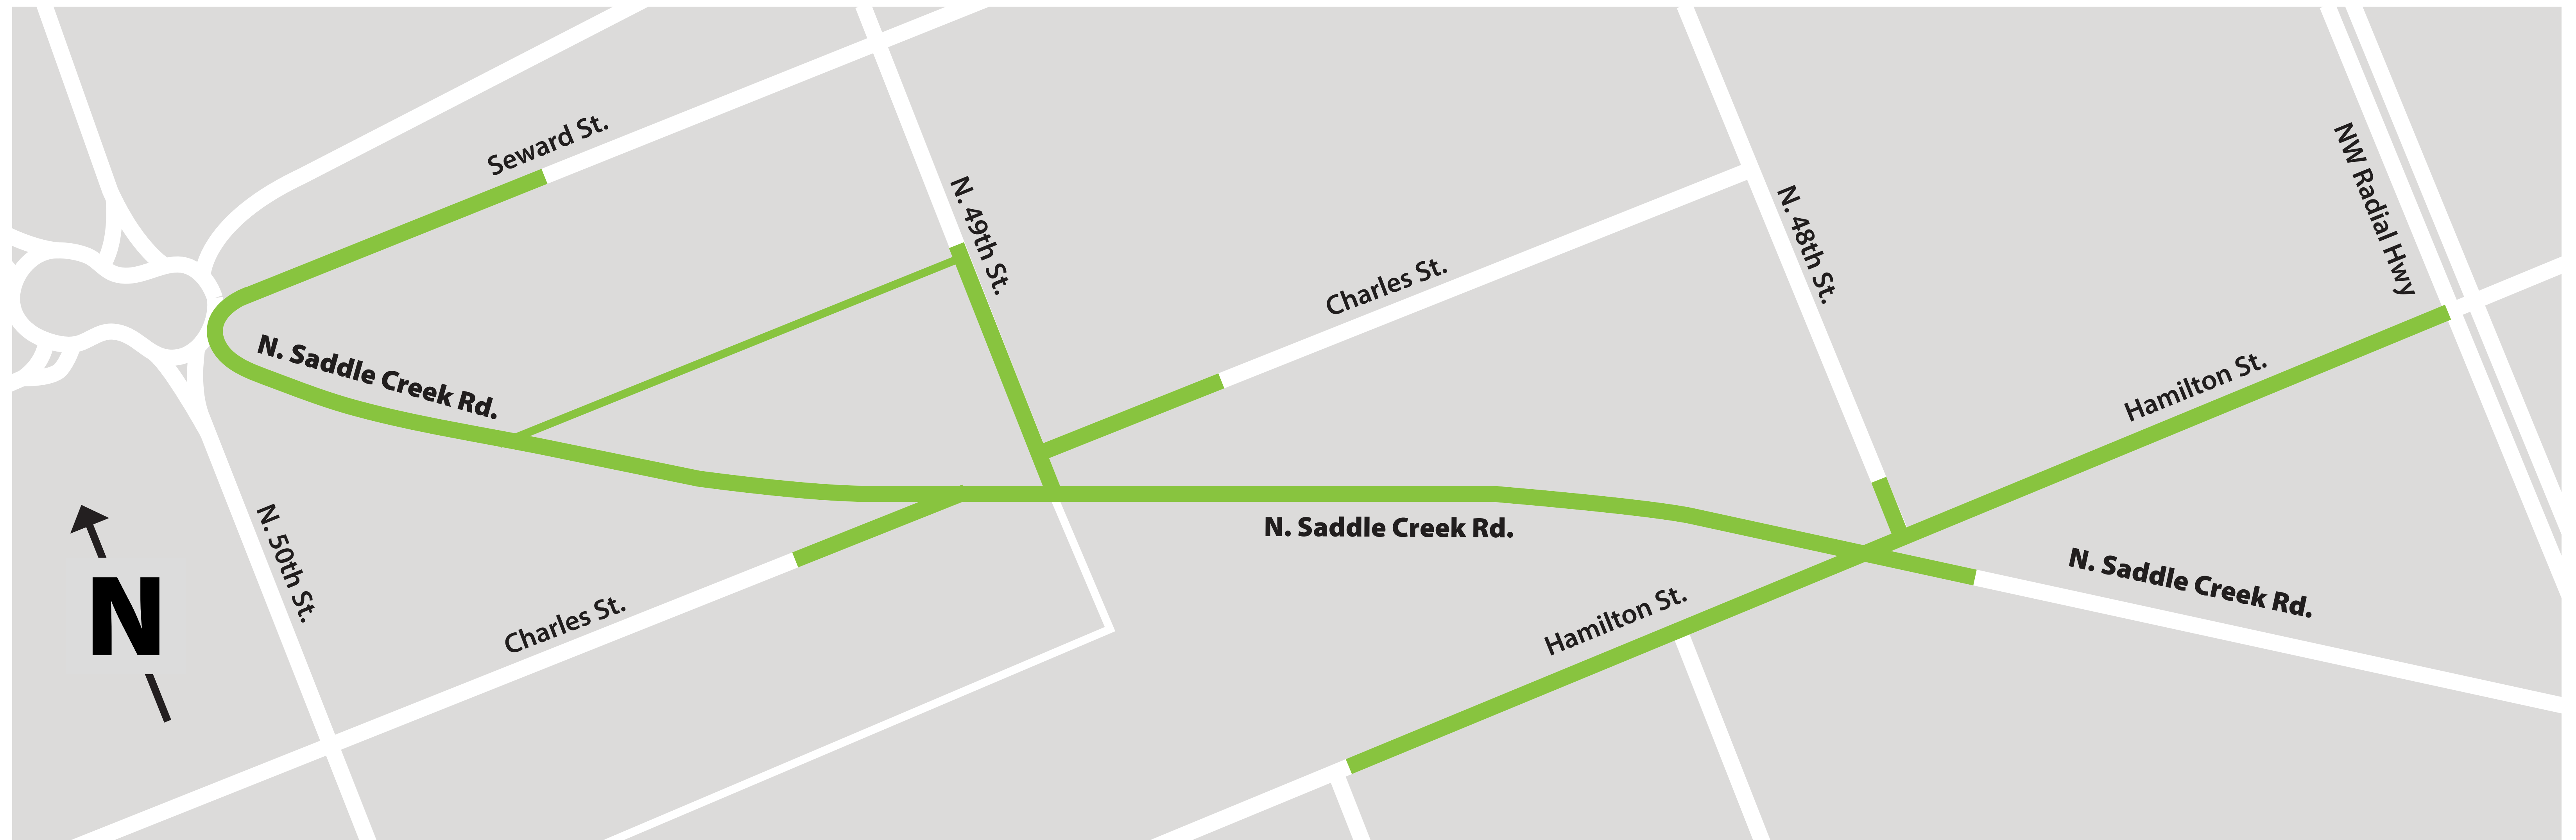 Seward St.
N. 49th St.
N. 48th St.
NW Radial Hwy
Charles St.
N. Saddle Creek Rd.
Hamilton St.
N. 50th St.
N. Saddle Creek Rd.
N. Saddle Creek Rd.
Charles St.
Hamilton St.
N